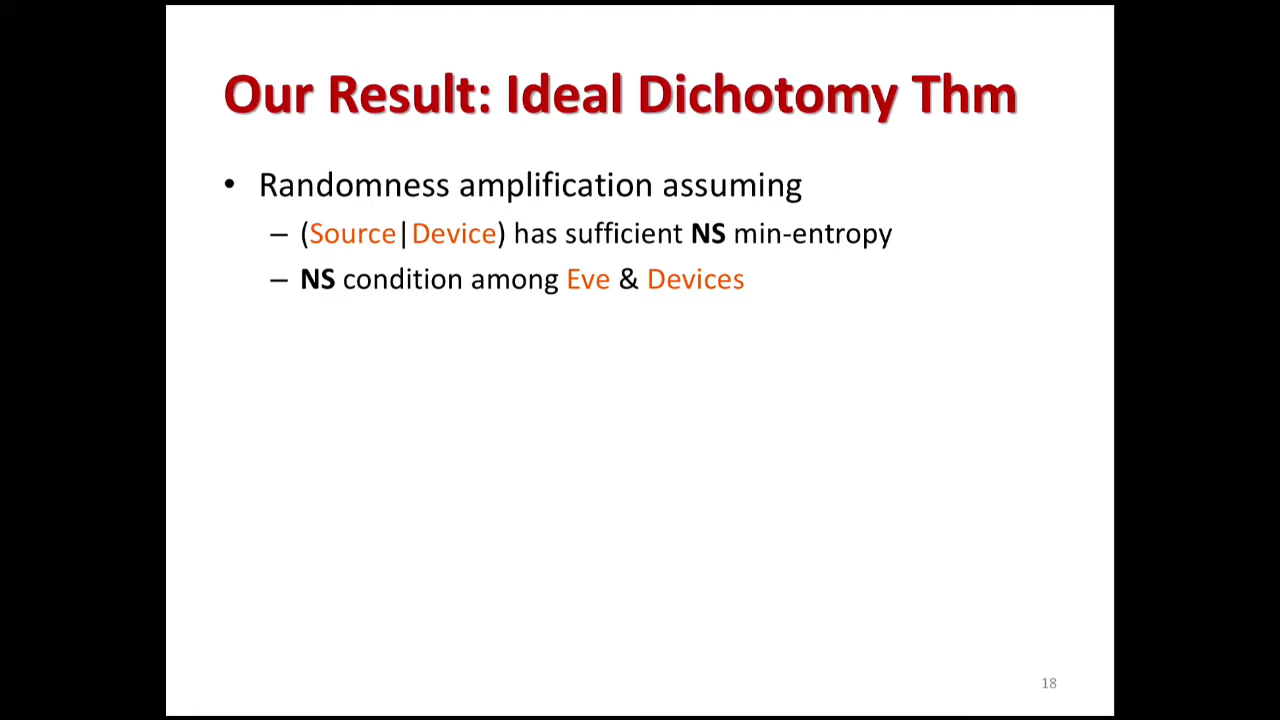 Our Result: Ideal Dichotomy Thm
• Randomness amplification assuming
– (Source|Device) has sufficient NS min-entropy
– NS condition among Eve & Devices
18